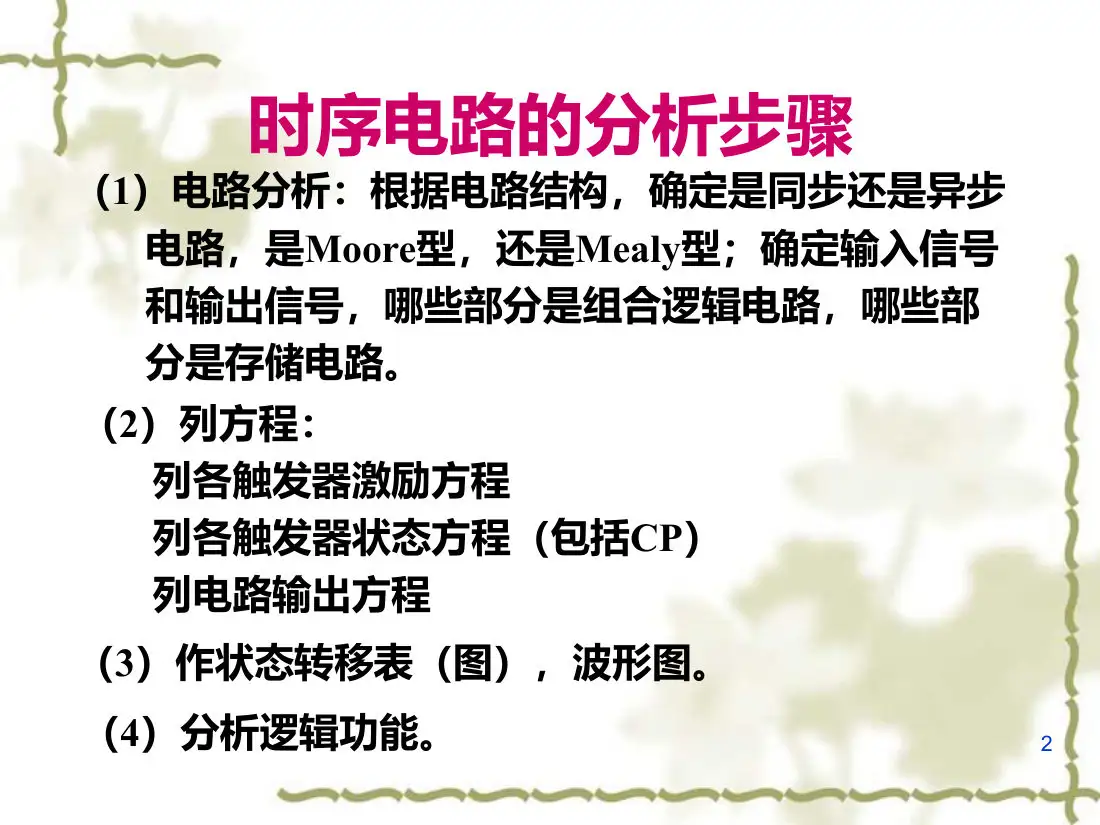 时序电路的分析步骤
（1）电路分析：根据电路结构，确定是同步还是异步
电路，是Moore型，还是Mealy型；确定输入信号
和输出信号，哪些部分是组合逻辑电路，哪些部
分是存储电路。
（2）列方程：
列各触发器激励方程
列各触发器状态方程（包括CP）
列电路输出方程
（3）作状态转移表（图），波形图。
（4）分析逻辑功能。
2